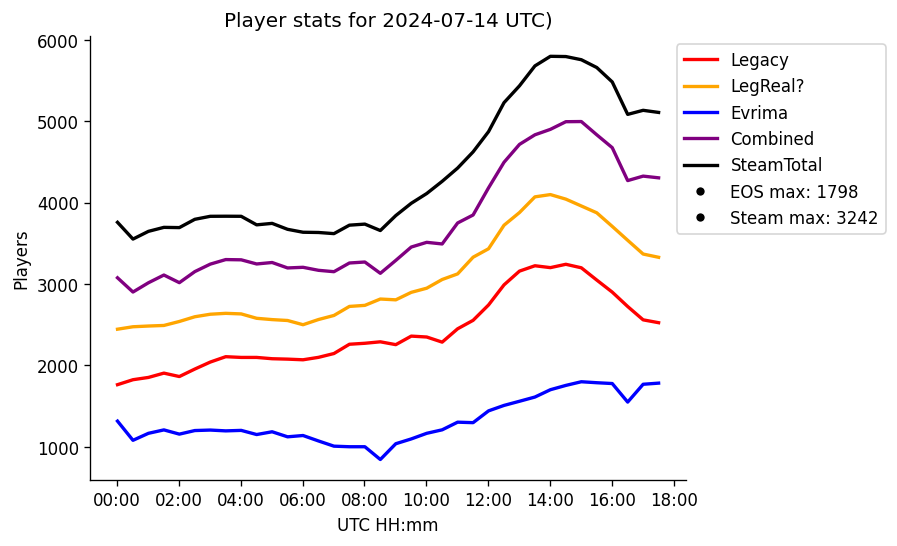 Player stats for 2024-07-14 UTC)
6000
5000
4000
3000
2000
1000
Players
00:00 02:00 04:00 06:00 08:00 10:00 12:00 14:00 16:00 18:00
UTC HH:mm
Legacy
LegReal?
Evrima
Combined
SteamTotal
EOS max: 1798
Steam max: 3242